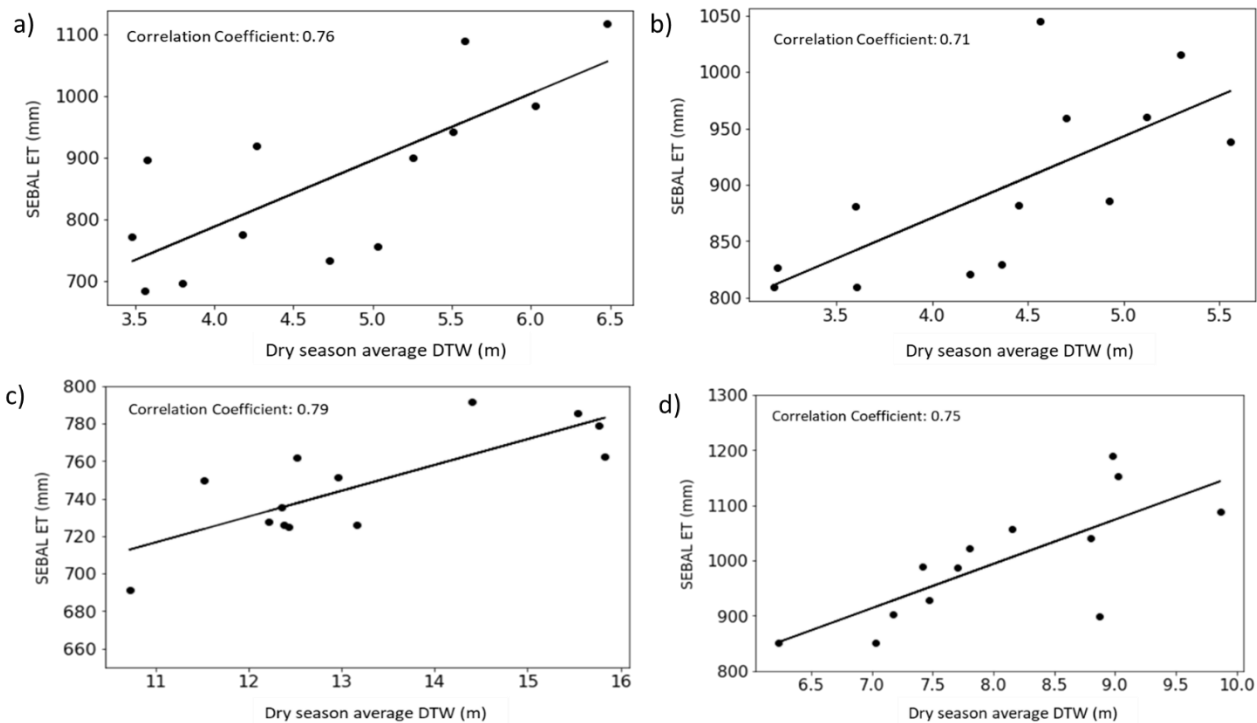 a)
Correlation Coefficient: 0.76
1100
1000
900
800
700
SEBAL ET (mm)
3.5 4.0 4.5 5.0 5.5 6.0 6.5
Dry season average DTW (m)
b)
Correlation Coefficient: 0.71
1050
1000
950
900
850
800
SEBAL ET (mm)
3.5 4.0 4.5 5.0 5.5
Dry season average DTW (m)
c)
Correlation Coefficient: 0.79
800
780
760
740
720
700
680
660
SEBAL ET (mm)
11 12 13 14 15 16
Dry season average DTW (m)
d)
Correlation Coefficient: 0.75
1300
1200
1100
1000
900
800
SEBAL ET (mm)
6.5 7.0 7.5 8.0 8.5 9.0 9.5 10.0
Dry season average DTW (m)